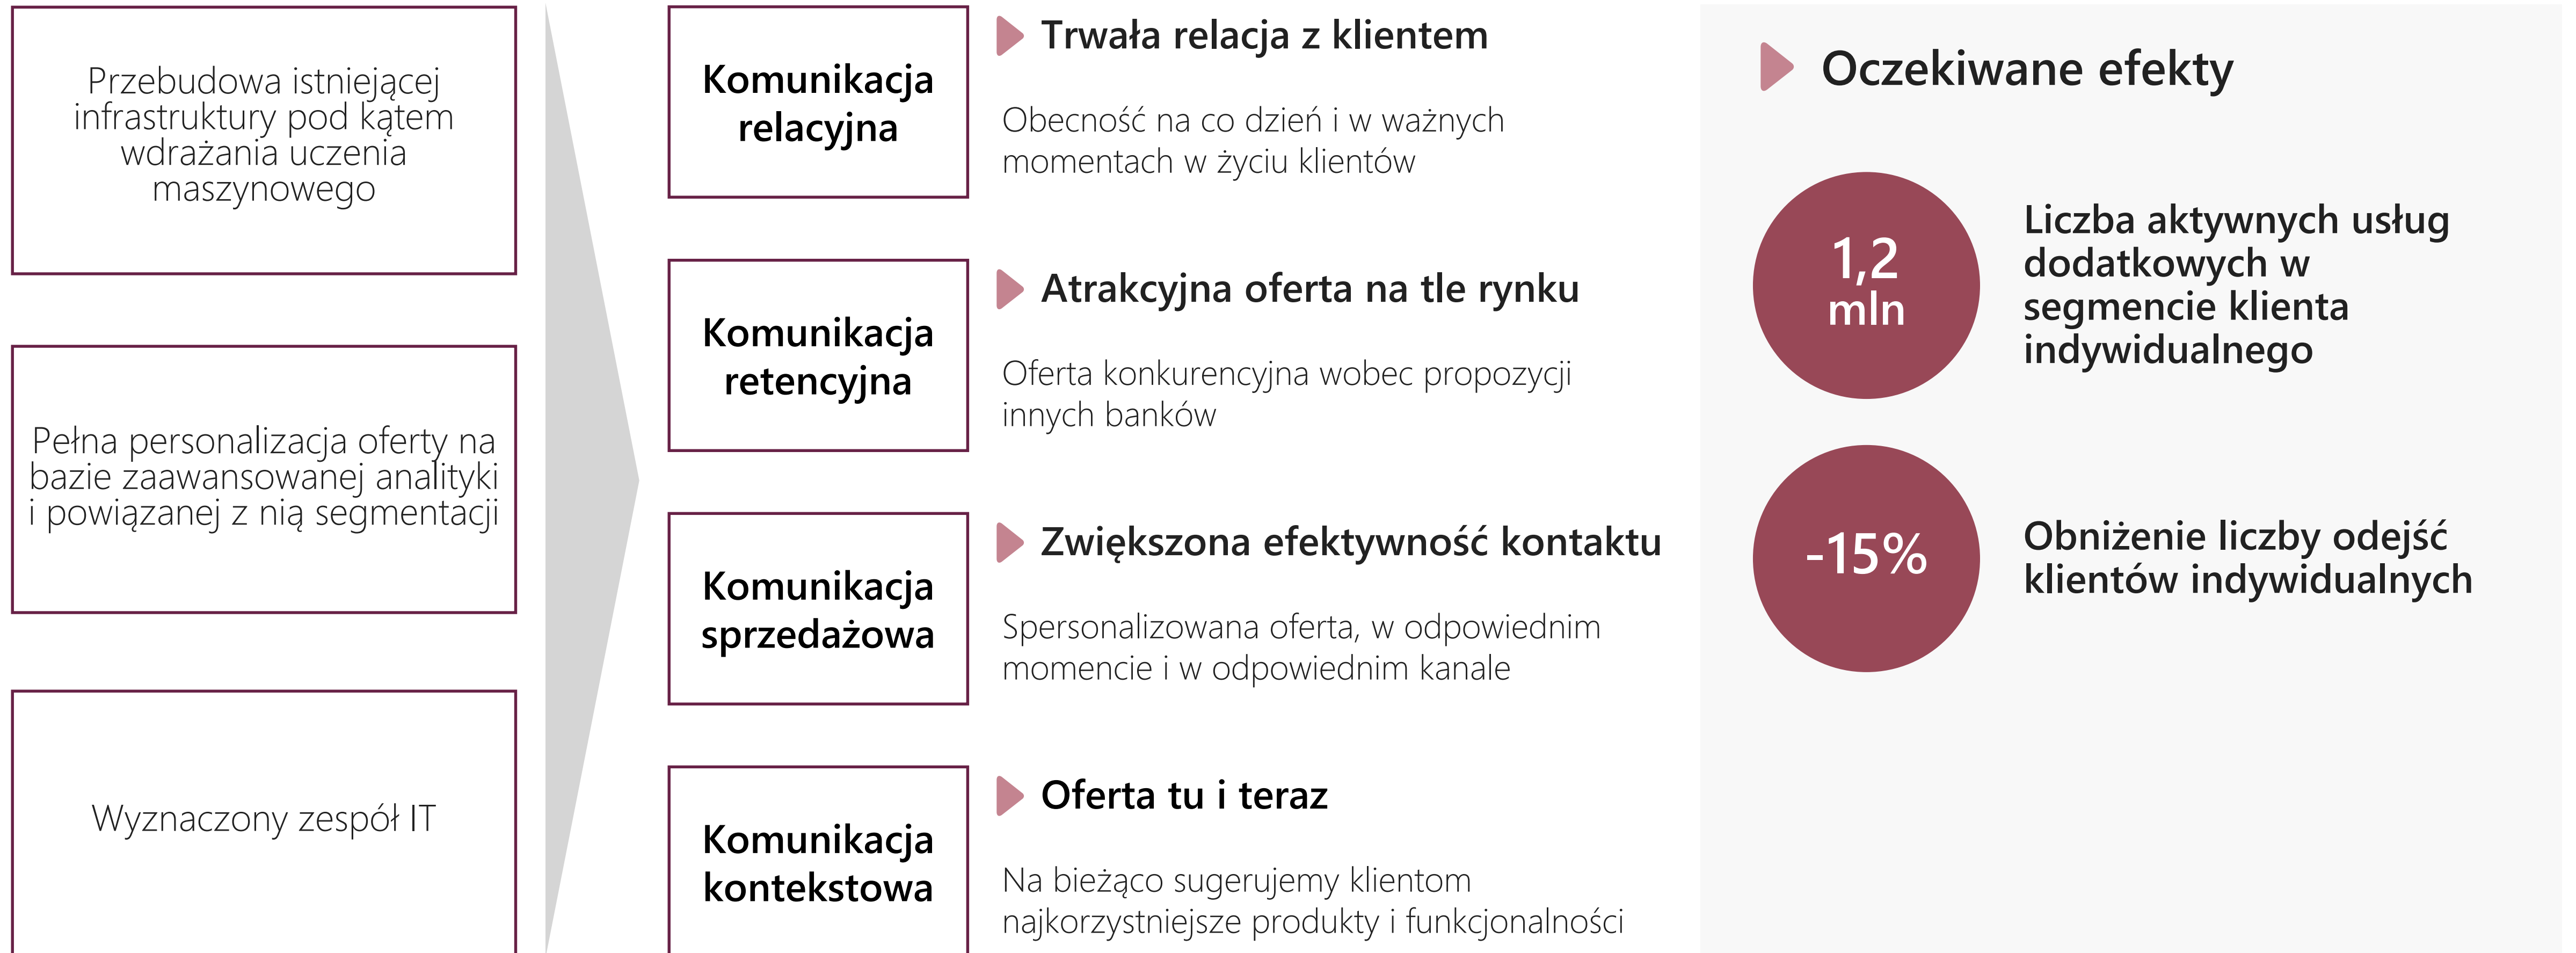 Przebudowa istniejącej
infrastruktury pod kątem
wdrażania uczenia
maszynowego
Pełna personalizacja oferty na
bazie zaawansowanej analityki
i powiązanej z nią segmentacji
Wyznaczony zespół IT
Komunikacja
relacyjna
Trwała relacja z klientem
Obecność na co dzień i w ważnych
momentach w życiu klientów
Komunikacja
retencyjna
Atrakcyjna oferta na tle rynku
Oferta konkurencyjna wobec propozycji
innych banków
Komunikacja
sprzedażowa
Zwiększona efektywność kontaktu
Spersonalizowana oferta, w odpowiednim
momencie i w odpowiednim kanale
Komunikacja
kontekstowa
Oferta tu i teraz
Na bieżąco sugerujemy klientom
najkorzystniejsze produkty i funkcjonalności
Oczekiwane efekty
1,2
mln
Liczba aktywnych usług
dodatkowych w
segmencie klienta
indywidualnego
-15%
Obniżenie liczby odejść
klientów indywidualnych